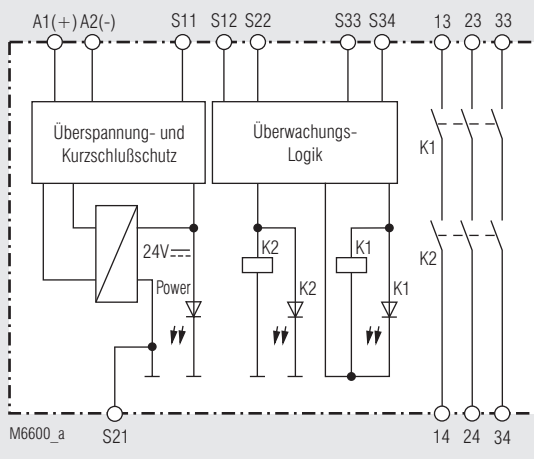 A1(+) A2(-) S11 S12 S22 S33 S34 13 23 33
Überspannung- und
Kurzschlußschutz
Überwachungs-
Logik
K1
24V
K2
K1
K2
Power
K2
K1
M6600_a
S21
14 24 34